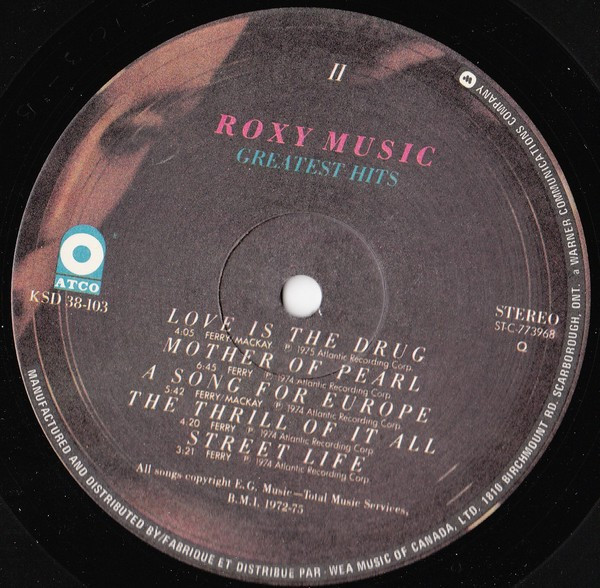 II
ROXY MUSIC
GREATEST HITS
ATCO
KSD 38-103
STEREO
ST-C-773968
Q
LOVE IS THE DRUG
4:05 FERRY/MACKAY ℗ 1975 Atlantic Recording Corp.
MOTHER OF PEARL
6:45 FERRY ℗ 1974 Atlantic Recording Corp.
A SONG FOR EUROPE
5:42 FERRY/MACKAY ℗ 1974 Atlantic Recording Corp.
THE THRILL OF IT ALL
4:20 FERRY ℗ 1974 Atlantic Recording Corp.
STREET LIFE
3:21 FERRY ℗ 1974 Atlantic Recording Corp.
All songs copyright E.G. Music—Total Music Services,
B.M.I. 1972-75
MANUFACTURED AND DISTRIBUTED BY/FABRIQUE ET DISTRIBUE PAR - WEA MUSIC OF CANADA, LTD. 1810 BIRCHMOUNT RD. SCARBOROUGH, ONT. a WARNER COMMUNICATIONS COMPANY